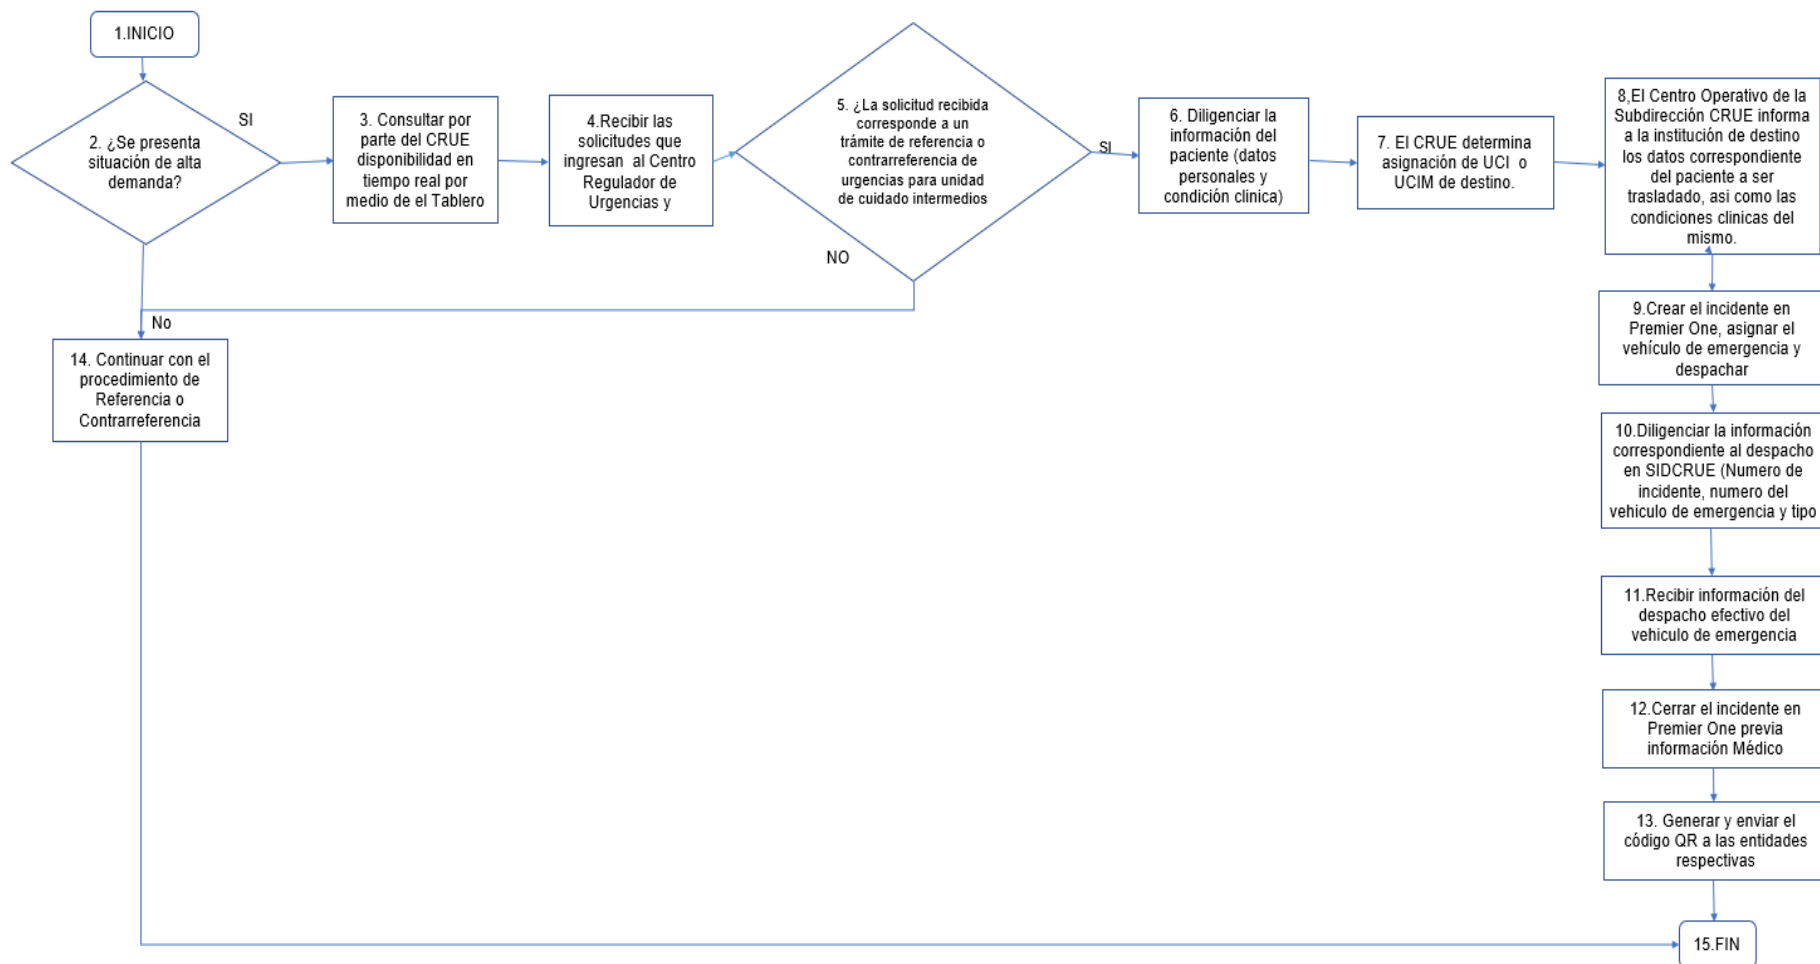 1.INICIO
2. ¿Se presenta
situación de alta
demanda?
SI
3. Consultar por
parte del CRUE
disponibilidad en
tiempo real por
medio de el Tablero
4.Recibir las
solicitudes que
ingresan al Centro
Regulador de
Urgencias y
5. ¿La solicitud recibida
corresponde a un
trámite de referencia o
contrarreferencia de
urgencias para unidad
de cuidado intermedios
SI
NO
6. Diligenciar la
información del
paciente (datos
personales y
condición clinica)
7. El CRUE determina
asignación de UCI o
UCIM de destino.
8,El Centro Operativo de la
Subdirección CRUE informa
a la institución de destino
los datos correspondiente
del paciente a ser
trasladado, asi como las
condiciones clinicas del
mismo.
9.Crear el incidente en
Premier One, asignar el
vehículo de emergencia y
despachar
10.Diligenciar la información
correspondiente al despacho
en SIDCRUE (Numero de
incidente, numero del
vehiculo de emergencia y tipo
11.Recibir información del
despacho efectivo del
vehiculo de emergencia
12.Cerrar el incidente en
Premier One previa
información Médico
13. Generar y enviar el
código QR a las entidades
respectivas
No
14. Continuar con el
procedimiento de
Referencia o
Contrarreferencia
15.FIN